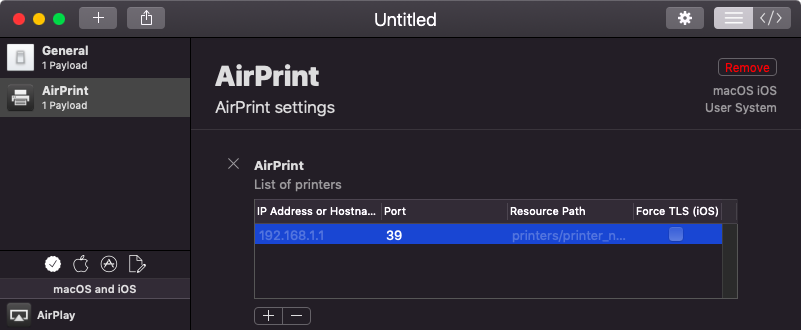 Untitled
General
1 Payload
AirPrint
1 Payload
AirPrint
Remove
AirPrint settings
macOS iOS
User System
AirPrint
List of printers
IP Address or Hostna... Port Resource Path Force TLS (iOS)
192.168.1.1 39 printers/printer_n...
macOS and iOS
AirPlay